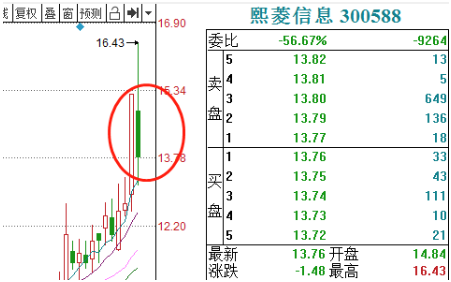 线 复权 叠 窗 预测
16.90
16.43
15.34
13.78
12.20
熙菱信息 300588
委比 -56.67% -9264
卖盘
5 13.82 13
4 13.81 5
3 13.80 649
2 13.79 136
1 13.77 18
买盘
1 13.76 33
2 13.75 43
3 13.74 111
4 13.73 10
5 13.72 21
最新 13.76 开盘 14.84
涨跌 -1.48 最高 16.43